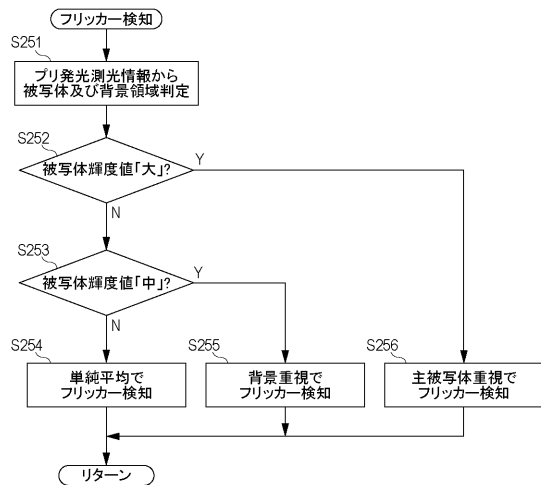 フリッカー検知
S251
プリ発光測光情報から
被写体及び背景領域判定
S252
被写体輝度値「大」?
Y
N
S253
被写体輝度値「中」?
Y
N
S254
単純平均で
フリッカー検知
S255
背景重視で
フリッカー検知
S256
主被写体重視で
フリッカー検知
リターン